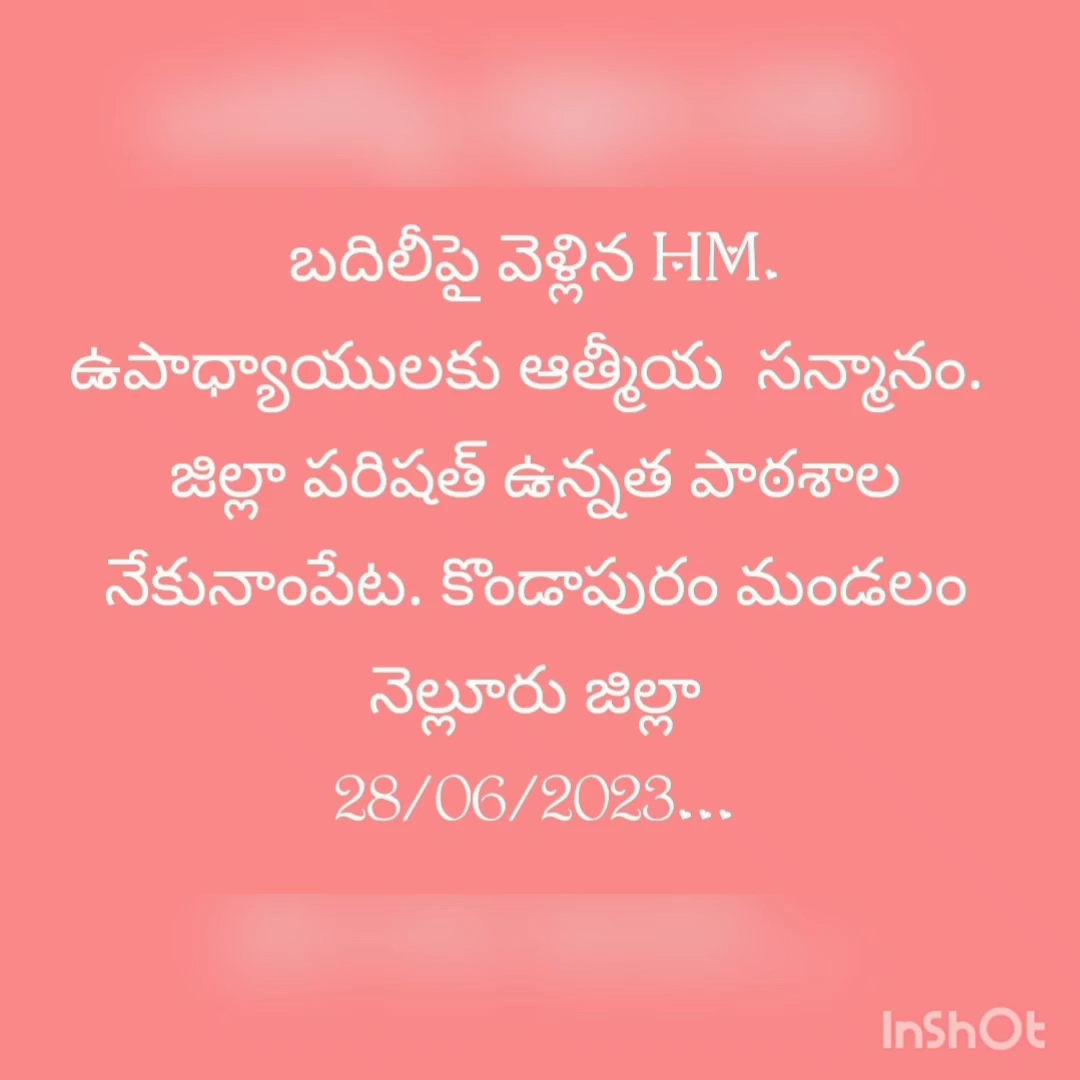 బదిలీపై వెళ్లిన HM.
ఉపాధ్యాయులకు ఆత్మీయ సన్మానం.
జిల్లా పరిషత్ ఉన్నత పాఠశాల
నేకునాంపేట. కొండాపురం మండలం
నెల్లూరు జిల్లా
28/06/2023...
InShOt